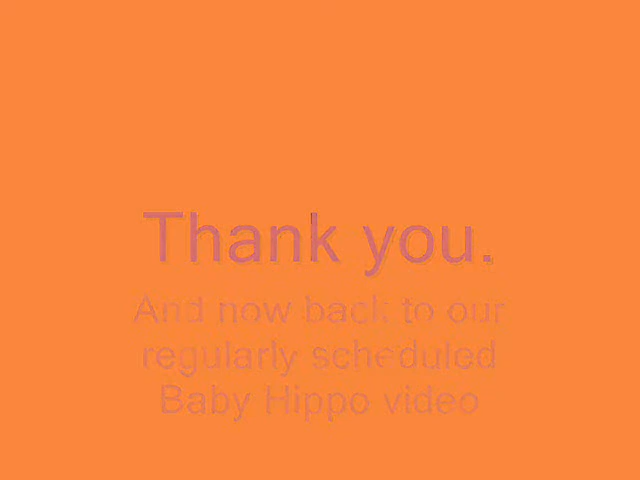 Thank you.
And now back to our
regularly scheduled
Baby Hippo video